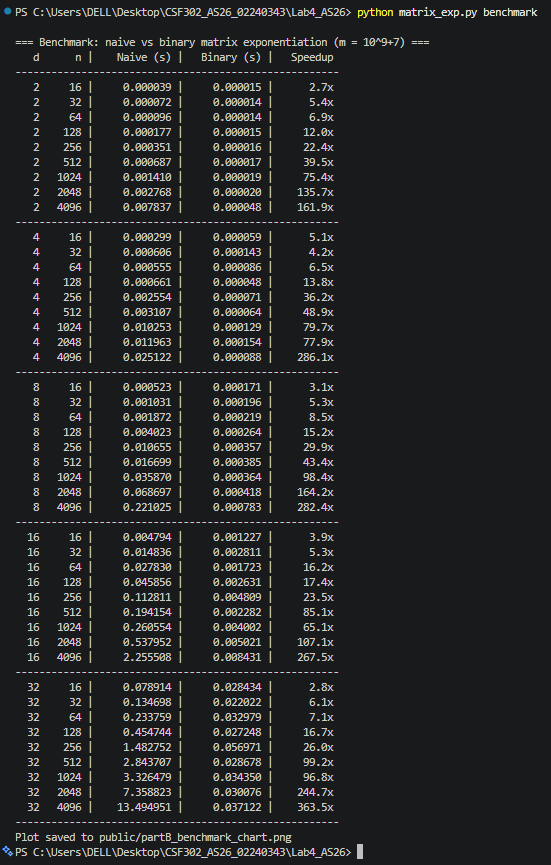 PS C:\Users\DELL\Desktop\CSF302_AS26_02240343\Lab4_AS26> python matrix_exp.py benchmark
=== Benchmark: naive vs binary matrix exponentiation (m = 10^9+7) ===
d n | Naive (s) | Binary (s) | Speedup
------------------------------------------------------
2 16 | 0.000039 | 0.000015 | 2.7x
2 32 | 0.000072 | 0.000014 | 5.4x
2 64 | 0.000096 | 0.000014 | 6.9x
2 128 | 0.000177 | 0.000015 | 12.0x
2 256 | 0.000351 | 0.000016 | 22.4x
2 512 | 0.000687 | 0.000017 | 39.5x
2 1024 | 0.001410 | 0.000019 | 75.4x
2 2048 | 0.002768 | 0.000020 | 135.7x
2 4096 | 0.007837 | 0.000048 | 161.9x
------------------------------------------------------
4 16 | 0.000299 | 0.000059 | 5.1x
4 32 | 0.000606 | 0.000143 | 4.2x
4 64 | 0.000555 | 0.000086 | 6.5x
4 128 | 0.000661 | 0.000048 | 13.8x
4 256 | 0.002554 | 0.000071 | 36.2x
4 512 | 0.003107 | 0.000064 | 48.9x
4 1024 | 0.010253 | 0.000129 | 79.7x
4 2048 | 0.011963 | 0.000154 | 77.9x
4 4096 | 0.025122 | 0.000088 | 286.1x
------------------------------------------------------
8 16 | 0.000523 | 0.000171 | 3.1x
8 32 | 0.001031 | 0.000196 | 5.3x
8 64 | 0.001872 | 0.000219 | 8.5x
8 128 | 0.004023 | 0.000264 | 15.2x
8 256 | 0.010655 | 0.000357 | 29.9x
8 512 | 0.016699 | 0.000385 | 43.4x
8 1024 | 0.035870 | 0.000364 | 98.4x
8 2048 | 0.068697 | 0.000418 | 164.2x
8 4096 | 0.221025 | 0.000783 | 282.4x
------------------------------------------------------
16 16 | 0.004794 | 0.001227 | 3.9x
16 32 | 0.014836 | 0.002811 | 5.3x
16 64 | 0.027830 | 0.001723 | 16.2x
16 128 | 0.045856 | 0.002631 | 17.4x
16 256 | 0.112811 | 0.004809 | 23.5x
16 512 | 0.194154 | 0.002282 | 85.1x
16 1024 | 0.260554 | 0.004002 | 65.1x
16 2048 | 0.537952 | 0.005021 | 107.1x
16 4096 | 2.255508 | 0.008431 | 267.5x
------------------------------------------------------
32 16 | 0.078914 | 0.028434 | 2.8x
32 32 | 0.134698 | 0.022022 | 6.1x
32 64 | 0.233759 | 0.032979 | 7.1x
32 128 | 0.454744 | 0.027248 | 16.7x
32 256 | 1.482752 | 0.056971 | 26.0x
32 512 | 2.843707 | 0.028678 | 99.2x
32 1024 | 3.326479 | 0.034350 | 96.8x
32 2048 | 7.358823 | 0.030076 | 244.7x
32 4096 | 13.494951 | 0.037122 | 363.5x
------------------------------------------------------
Plot saved to public/partB_benchmark_chart.png
PS C:\Users\DELL\Desktop\CSF302_AS26_02240343\Lab4_AS26>